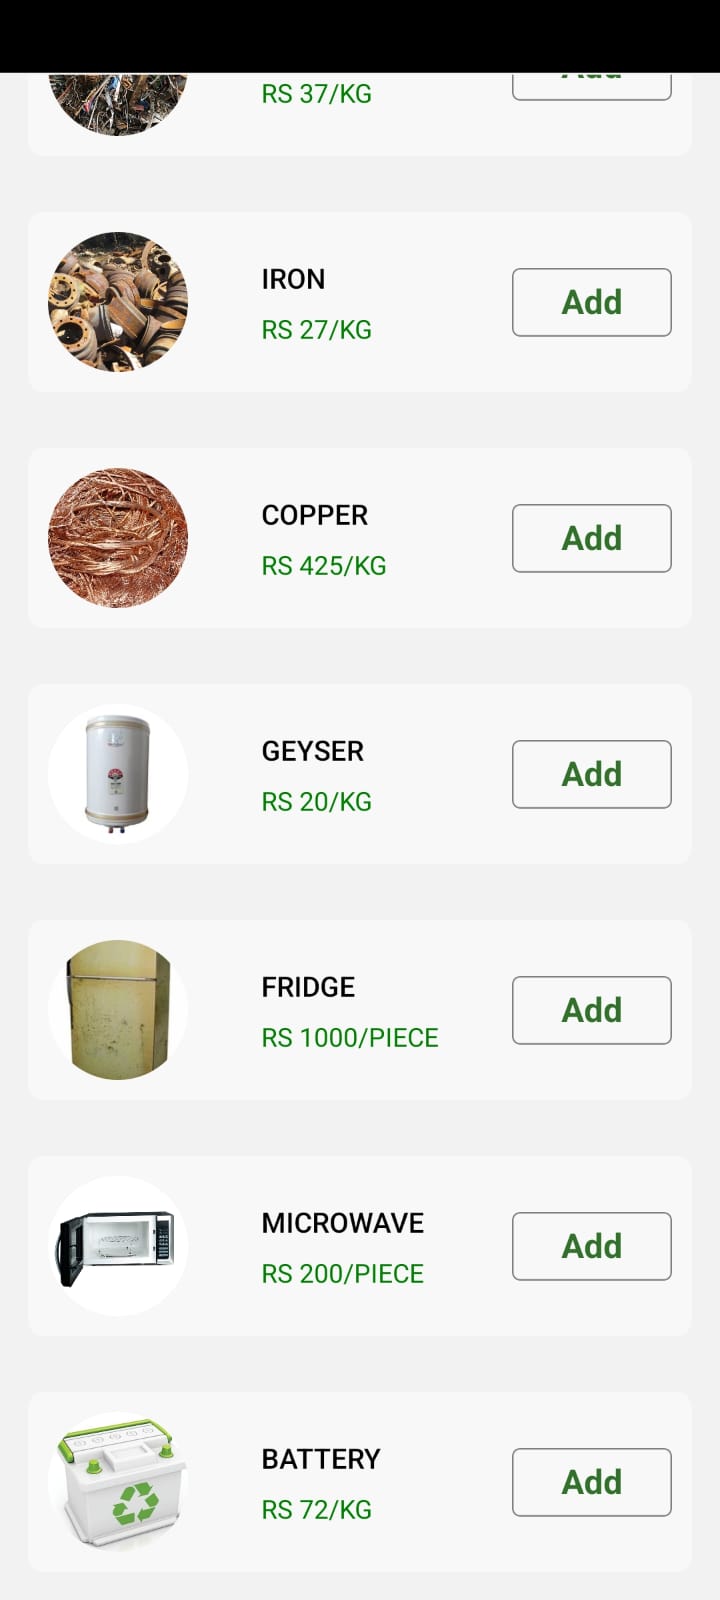 RS 37/KG
Add
IRON
RS 27/KG
Add
COPPER
RS 425/KG
Add
GEYSER
RS 20/KG
Add
FRIDGE
RS 1000/PIECE
Add
MICROWAVE
RS 200/PIECE
Add
BATTERY
RS 72/KG
Add